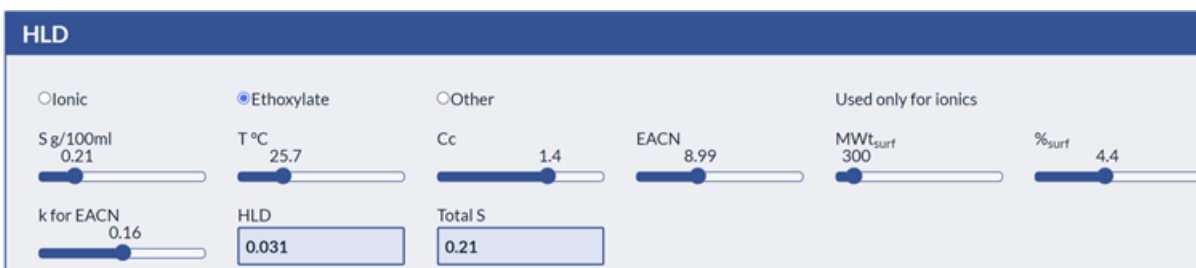 HLD
Ionic Ethoxylate Other Used only for ionics
S g/100ml T ºC Cc EACN MWtsurf %surf
0.21 25.7 1.4 8.99 300 4.4
k for EACN HLD Total S
0.16 0.031 0.21